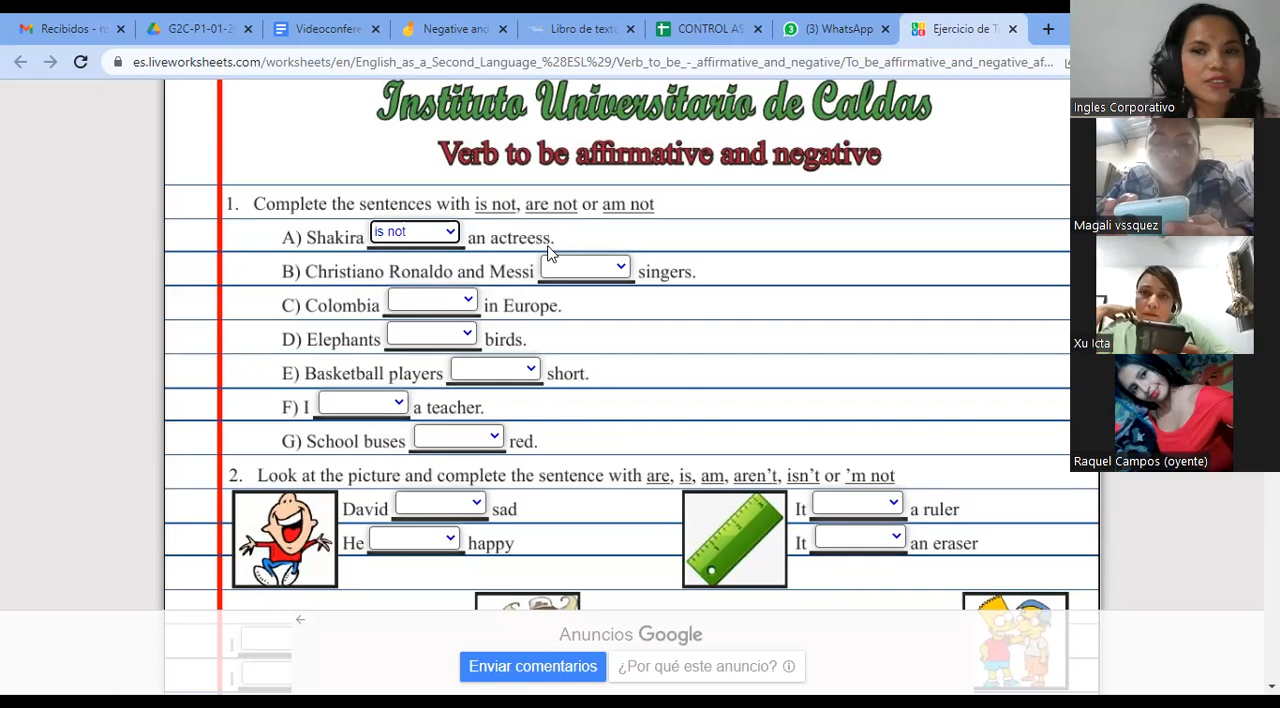 Recibidos - ro
G2C-P1-01-2
Videoconfere
Negative and
Libro de text
CONTROL AS
(3) WhatsApp
Ejercicio de T
es.liveworksheets.com/worksheets/en/English_as_a_Second_Language_%28ESL%29/Verb_to_be_-_affirmative_and_negative/To_be_affirmative_and_negative_af...
Instituto Universitario de Caldas
Verb to be affirmative and negative
1. Complete the sentences with is not, are not or am not
A) Shakira is not an actreess.
B) Christiano Ronaldo and Messi singers.
C) Colombia in Europe.
D) Elephants birds.
E) Basketball players short.
F) I a teacher.
G) School buses red.
2. Look at the picture and complete the sentence with are, is, am, aren't, isn't or 'm not
David sad
He happy
It a ruler
It an eraser
I
I
Anuncios Google
Enviar comentarios
¿Por qué este anuncio?
Ingles Corporativo
Magali vssquez
Xu Icta
Raquel Campos (oyente)